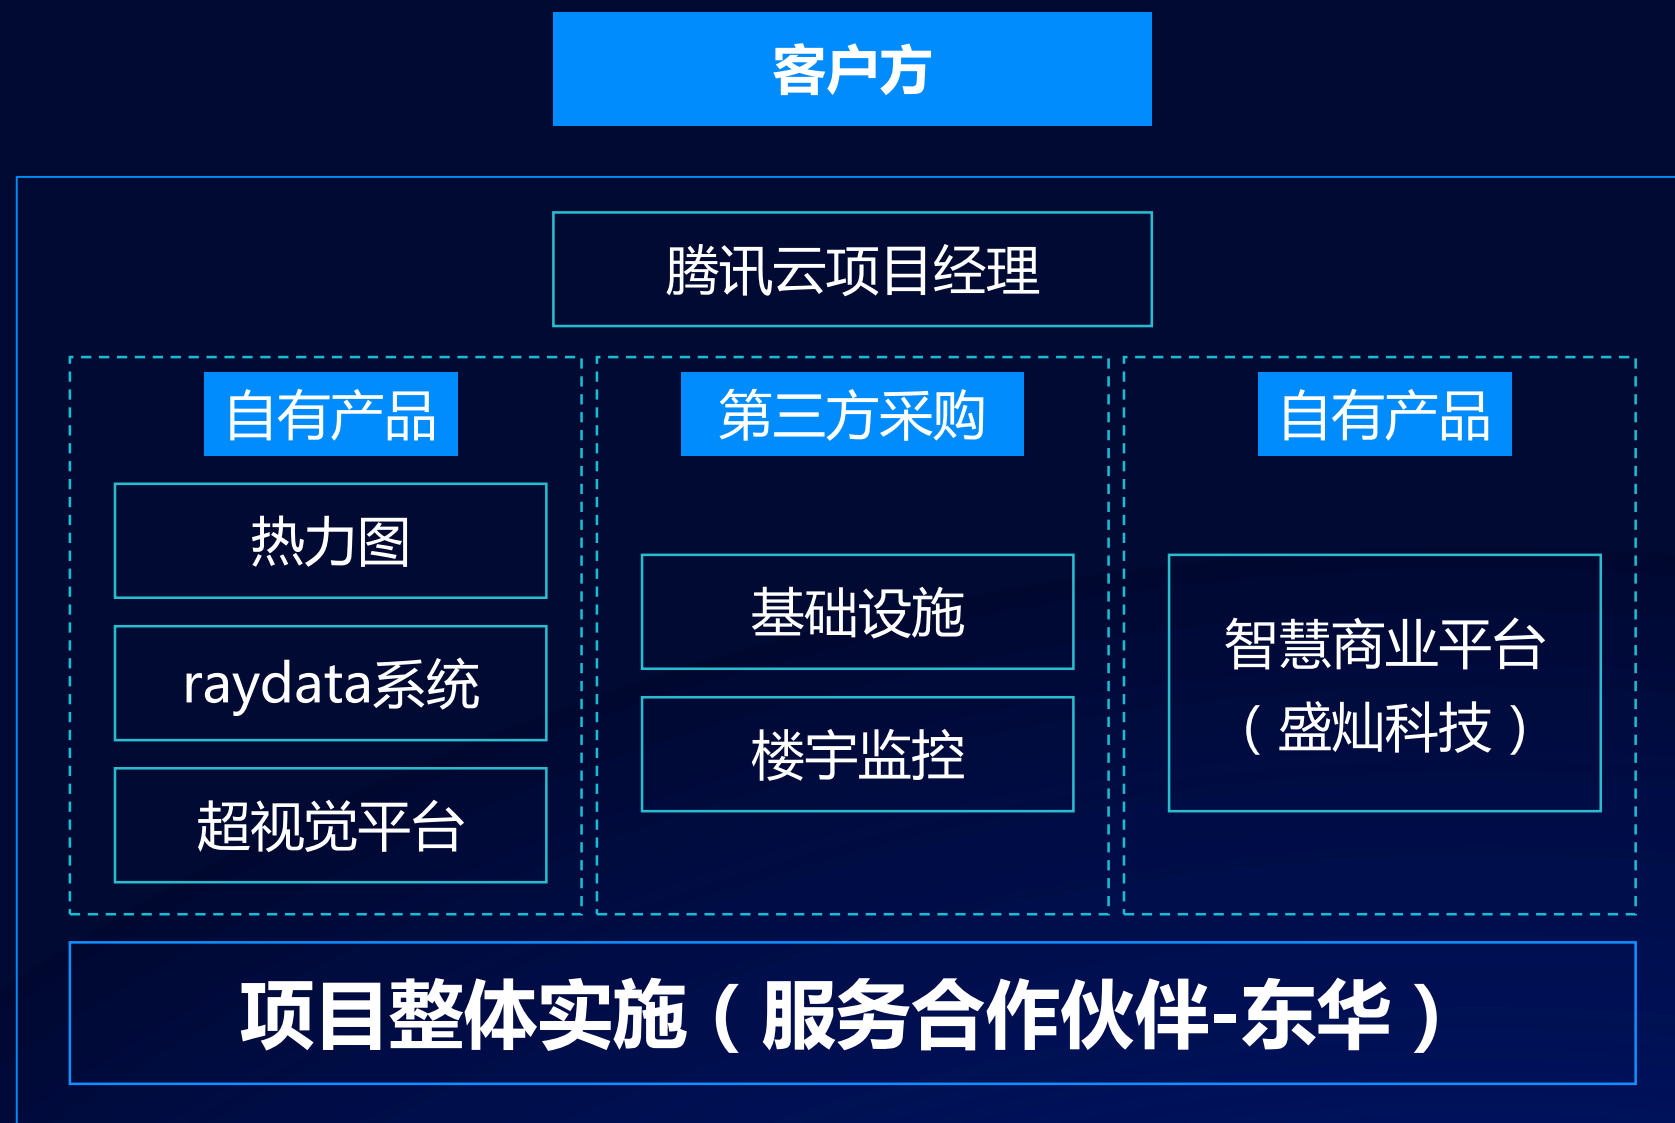 客户方
腾讯云项目经理
自有产品
热力图
raydata系统
超视觉平台
第三方采购
基础设施
楼宇监控
自有产品
智慧商业平台
（盛灿科技）
项目整体实施（服务合作伙伴-东华）